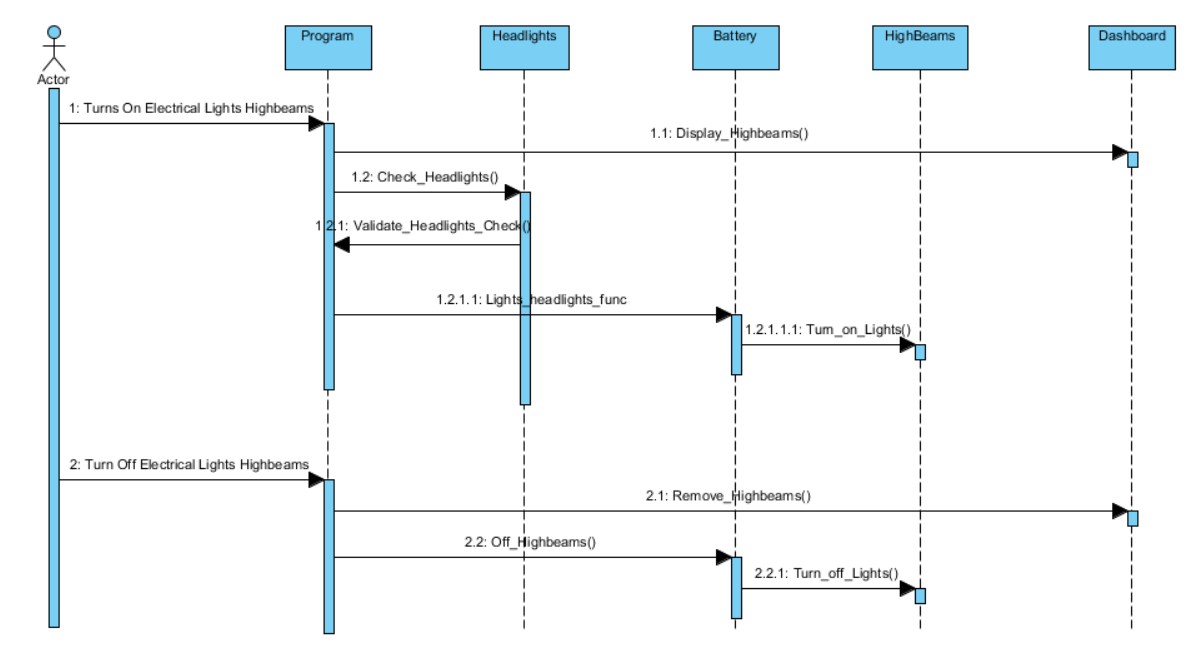 Program
Headlights
Battery
HighBeams
Dashboard
Actor
1: Turns On Electrical Lights Highbeams
1.1: Display_Highbeams()
1.2: Check_Headlights()
1.2.1: Validate_Headlights_Check()
1.2.1.1: Lights_headlights_func
1.2.1.1.1: Turn_on_Lights()
2: Turn Off Electrical Lights Highbeams
2.1: Remove_Highbeams()
2.2: Off_Highbeams()
2.2.1: Turn_off_Lights()